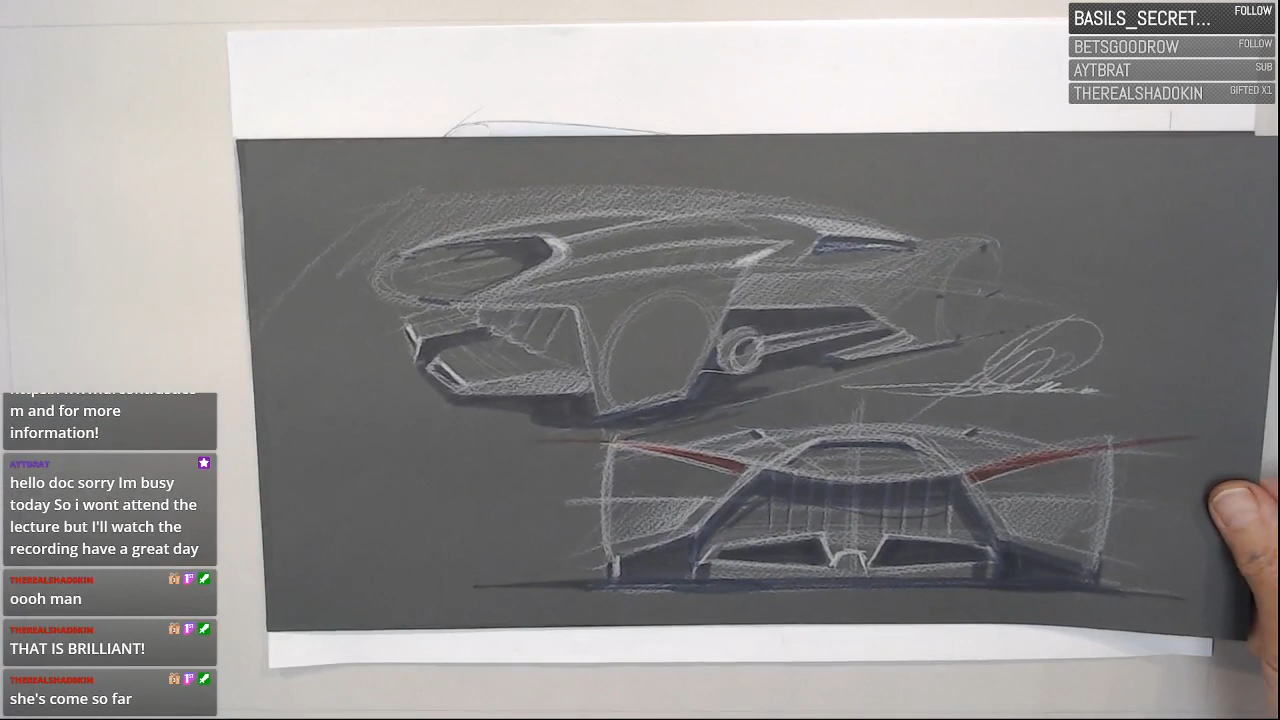 BASILS_SECRET... FOLLOW
BETSGOODROW FOLLOW
AYTBRAT SUB
THEREALSHADOKIN GIFTED X1
m and for more
information!
AYTBRAT
hello doc sorry Im busy
today So i wont attend the
lecture but I'll watch the
recording have a great day
THEREALSHADOKIN
oooh man
THEREALSHADOKIN
THAT IS BRILLIANT!
THEREALSHADOKIN
she's come so far